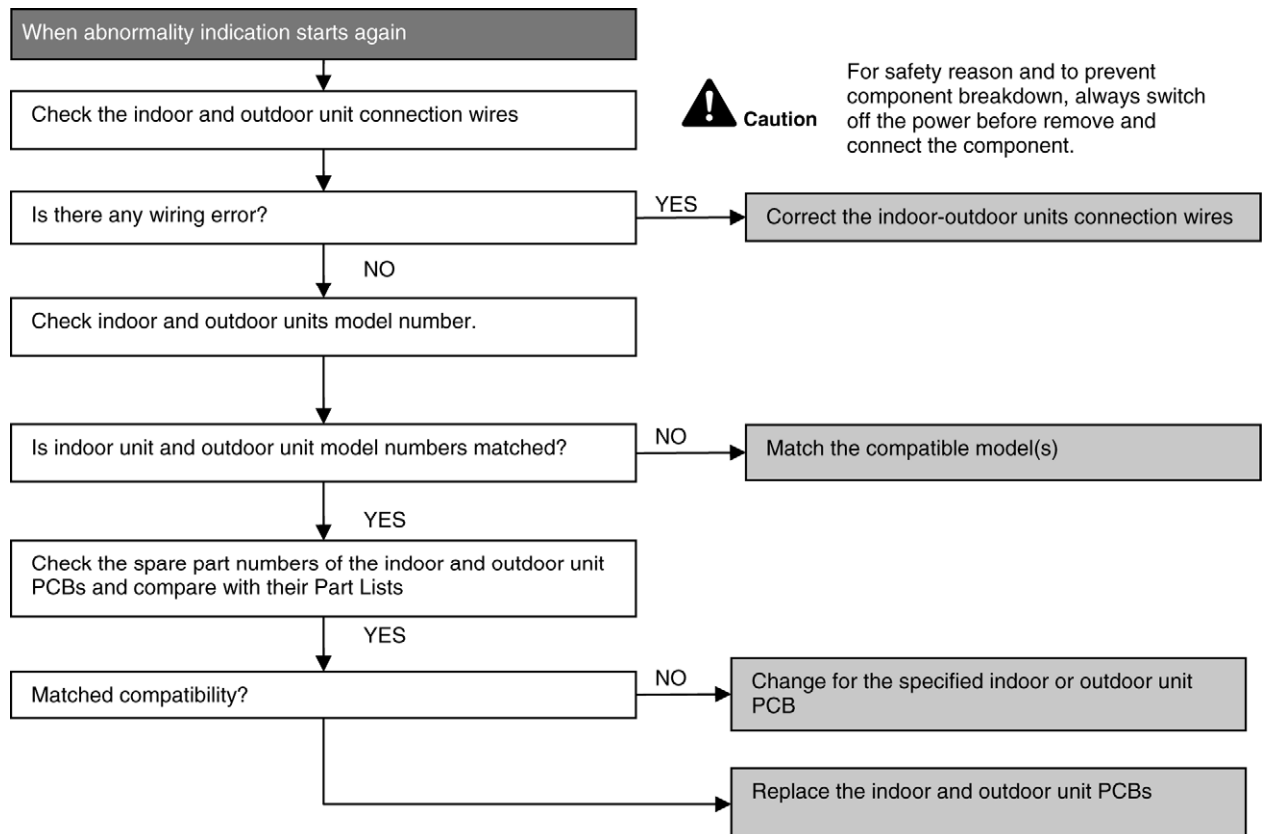 When abnormality indication starts again
Check the indoor and outdoor unit connection wires
Caution
For safety reason and to prevent
component breakdown, always switch
off the power before remove and
connect the component.
Is there any wiring error?
YES
Correct the indoor-outdoor units connection wires
NO
Check indoor and outdoor units model number.
Is indoor unit and outdoor unit model numbers matched?
NO
Match the compatible model(s)
YES
Check the spare part numbers of the indoor and outdoor unit
PCBs and compare with their Part Lists
YES
Matched compatibility?
NO
Change for the specified indoor or outdoor unit
PCB
Replace the indoor and outdoor unit PCBs